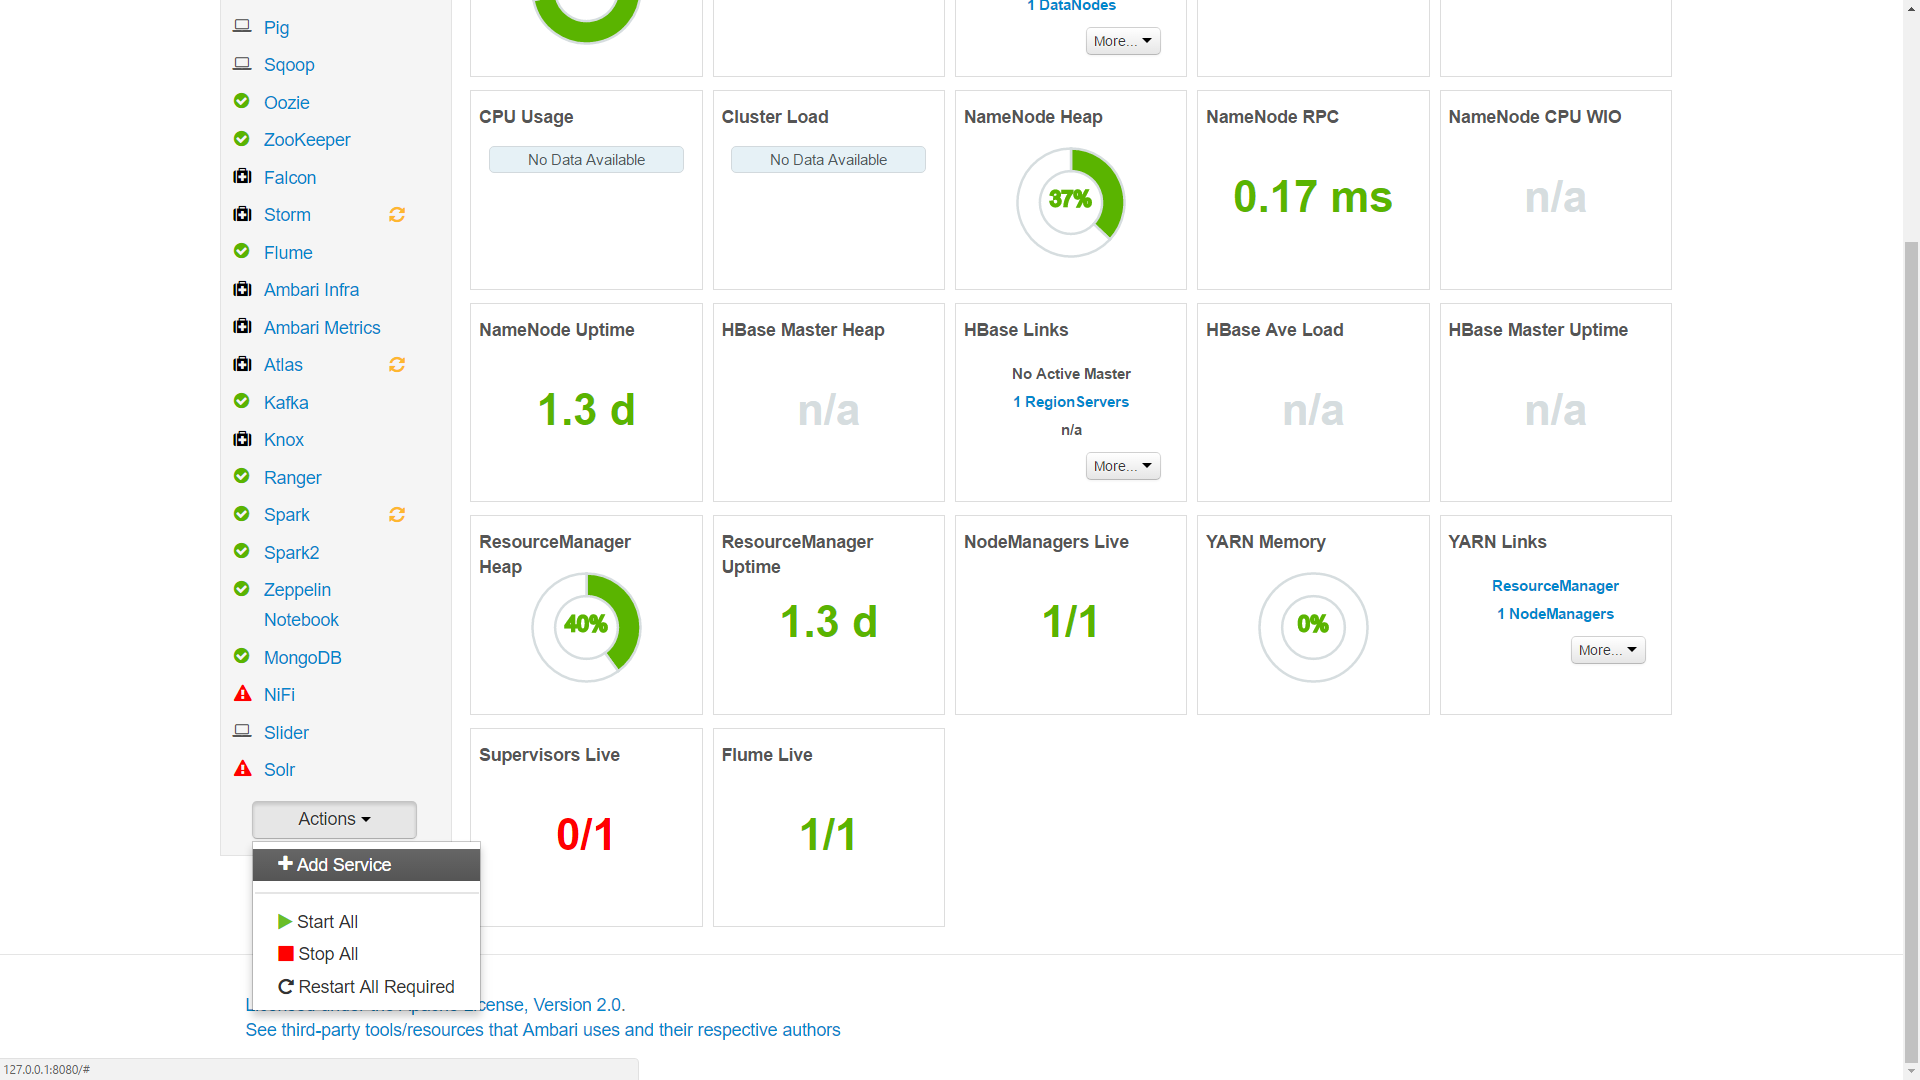 Pig
Sqoop
Oozie
ZooKeeper
Falcon
Storm
Flume
Ambari Infra
Ambari Metrics
Atlas
Kafka
Knox
Ranger
Spark
Spark2
Zeppelin
Notebook
MongoDB
NiFi
Slider
Solr
Actions
Add Service
Start All
Stop All
Restart All Required
1 DataNodes
More...
CPU Usage
No Data Available
Cluster Load
No Data Available
NameNode Heap
37%
NameNode RPC
0.17 ms
NameNode CPU WIO
n/a
NameNode Uptime
1.3 d
HBase Master Heap
n/a
HBase Links
No Active Master
1 RegionServers
n/a
More...
HBase Ave Load
n/a
HBase Master Uptime
n/a
ResourceManager
Heap
40%
ResourceManager
Uptime
1.3 d
NodeManagers Live
1/1
YARN Memory
0%
YARN Links
ResourceManager
1 NodeManagers
More...
Supervisors Live
0/1
Flume Live
1/1
License, Version 2.0.
See third-party tools/resources that Ambari uses and their respective authors
127.0.0.1:8080/#